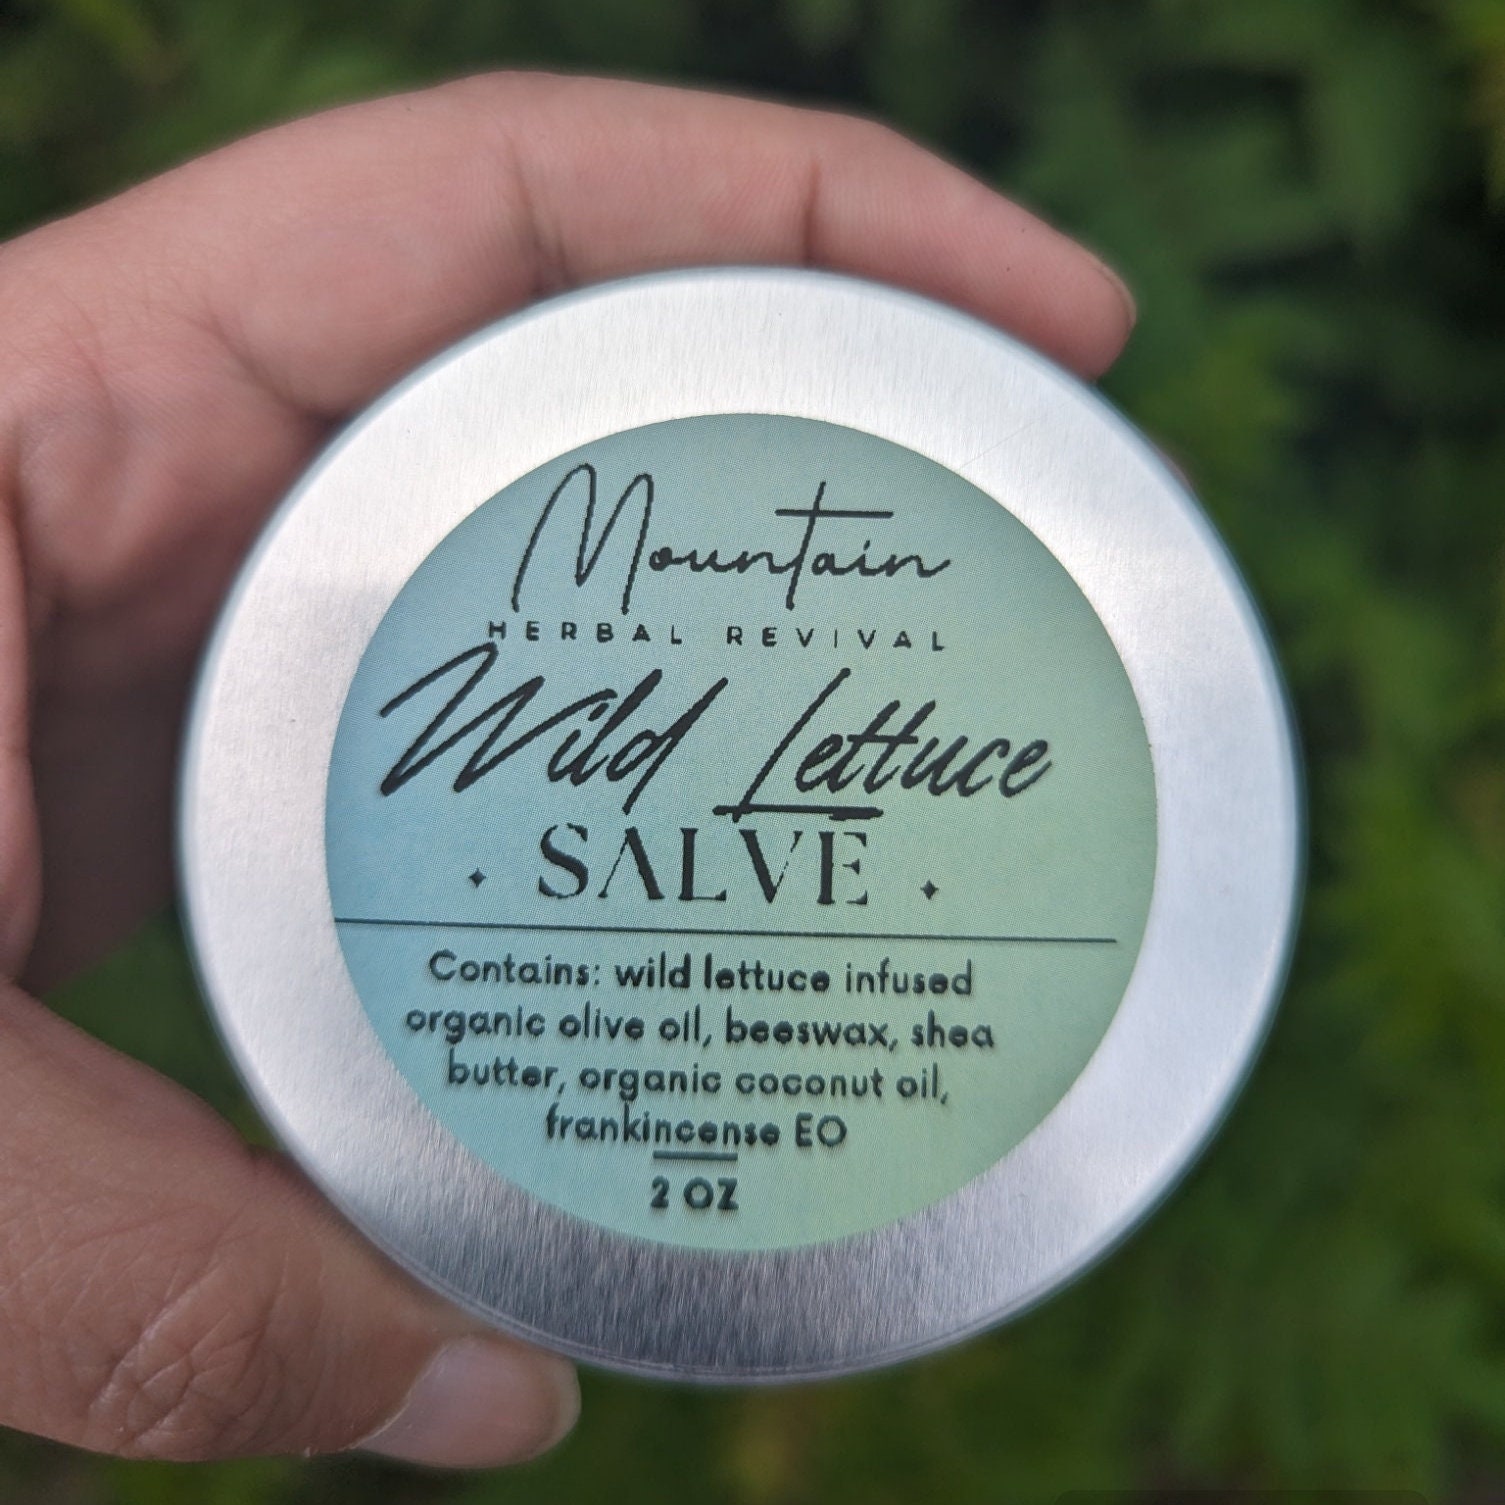 Mountain
HERBAL REVIVAL
Wild Lettuce
SALVE
Contains: wild lettuce infused
organic olive oil, beeswax, shea
butter, organic coconut oil,
frankincense EO
2 OZ